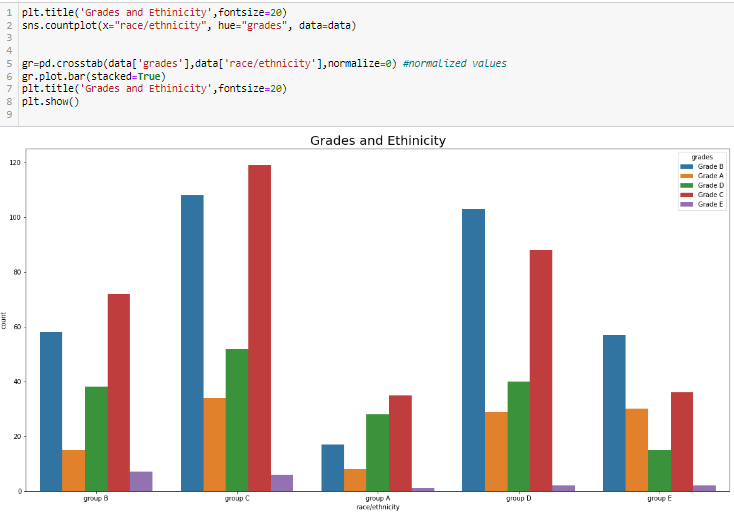 1 plt.title('Grades and Ethinicity',fontsize=20)
2 sns.countplot(x="race/ethnicity", hue="grades", data=data)
3
4
5 gr=pd.crosstab(data['grades'],data['race/ethnicity'],normalize=0) #normalized values
6 gr.plot.bar(stacked=True)
7 plt.title('Grades and Ethinicity',fontsize=20)
8 plt.show()
9
Grades and Ethinicity
grades
Grade B
Grade A
Grade D
Grade C
Grade E
120
100
80
60
40
20
0
count
group B group C group A group D group E
race/ethnicity